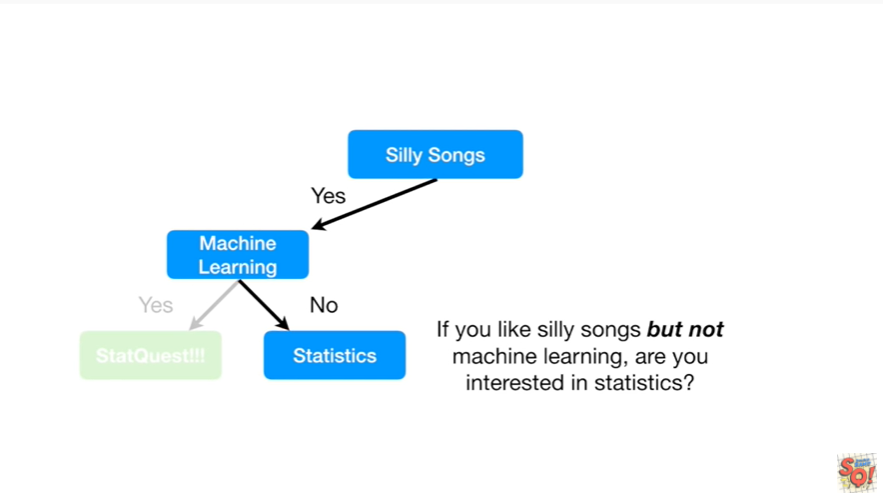 Silly Songs
Yes
Machine
Learning
Yes
No
StatQuest!!!
Statistics
If you like silly songs but not
machine learning, are you
interested in statistics?
SQ!